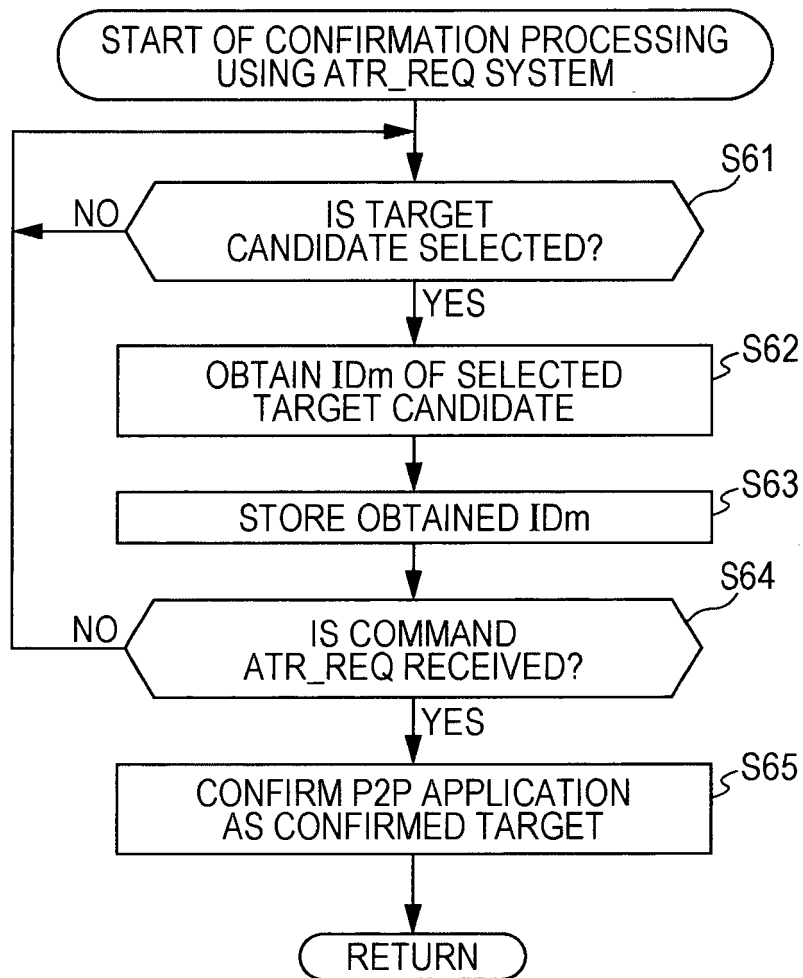 START OF CONFIRMATION PROCESSING
USING ATR_REQ SYSTEM
S61
NO
IS TARGET
CANDIDATE SELECTED?
YES
S62
OBTAIN IDm OF SELECTED
TARGET CANDIDATE
S63
STORE OBTAINED IDm
S64
NO
IS COMMAND
ATR_REQ RECEIVED?
YES
S65
CONFIRM P2P APPLICATION
AS CONFIRMED TARGET
RETURN